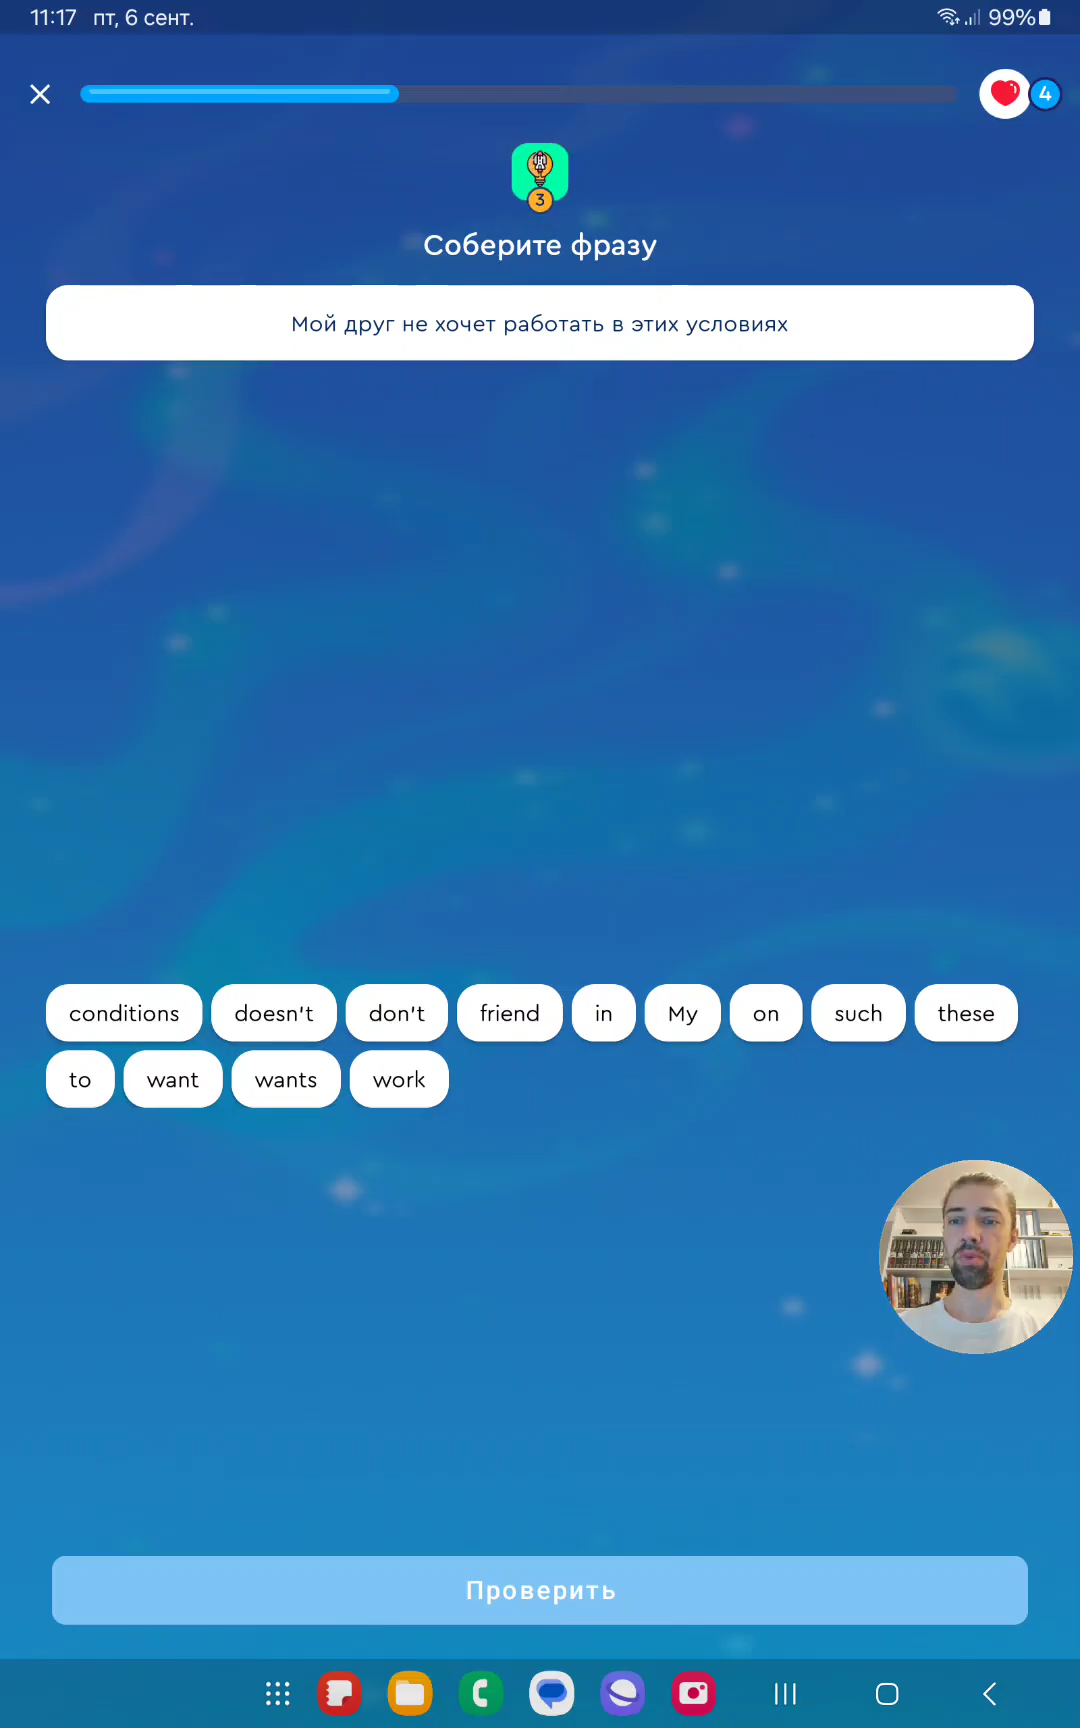 11:17 пт, 6 сент. 99%
4
3
Соберите фразу
Мой друг не хочет работать в этих условиях
conditions doesn't don't friend in My on such these
to want wants work
Проверить